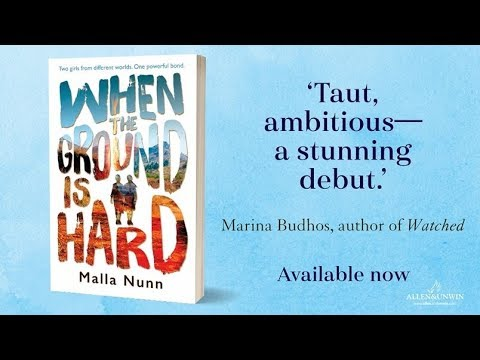 Two girls from different worlds. One powerful bond.
WHEN
THE
GROUND
IS
HARD
Malla Nunn
‘Taut,
ambitious—
a stunning
debut.’
Marina Budhos, author of Watched
Available now
ALLEN&UNWIN